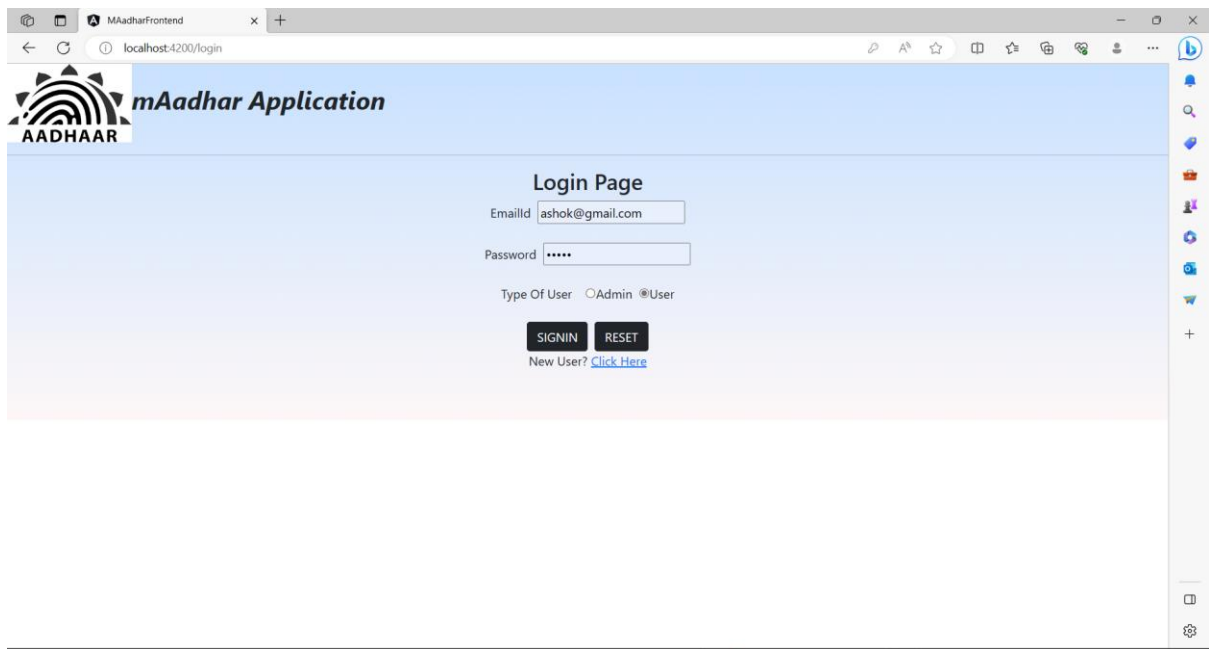 MAadharFrontend
localhost:4200/login
mAadhar Application
AADHAAR
Login Page
EmailId ashok@gmail.com
Password •••••
Type Of User Admin User
SIGNIN RESET
New User? Click Here